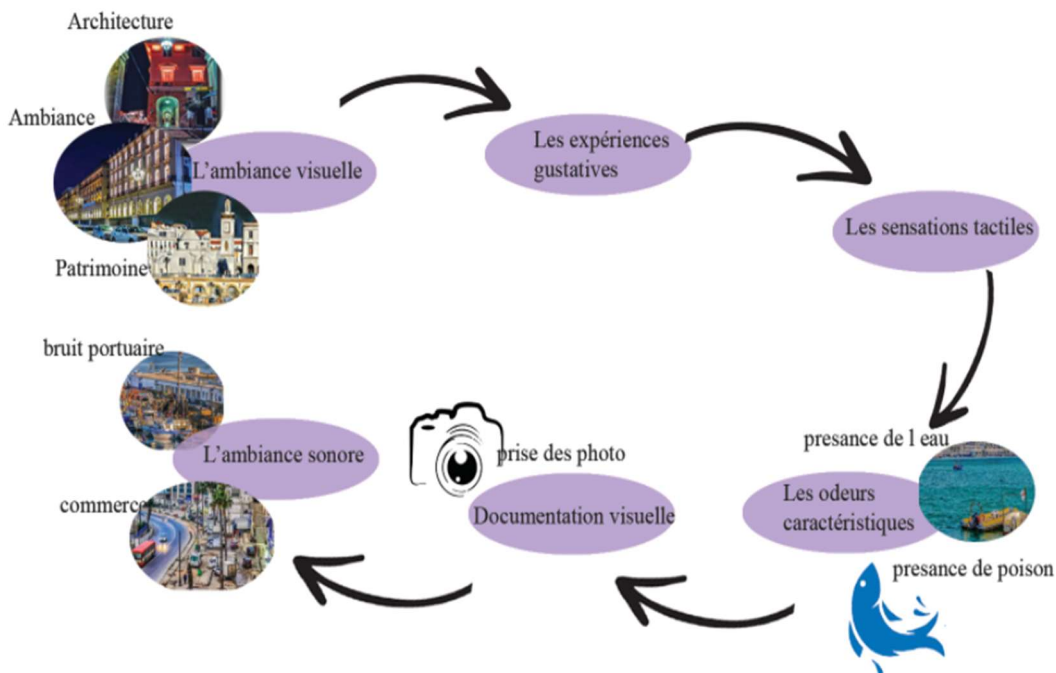 Architecture
Ambiance
L'ambiance visuelle
Patrimoine
Les expériences
gustatives
Les sensations tactiles
presance de l eau
Les odeurs
caractéristiques
presance de poison
prise des photo
Documentation visuelle
bruit portuaire
L'ambiance sonore
commerce